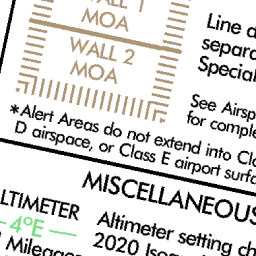 WALL 1
MOA
WALL 2
MOA
Line
separ
Special
See Airsp
for comple
*Alert Areas do not extend into Cla
D airspace, or Class E airport surfa
MISCELLANEOUS
LTIMETER
4°E
Mileage
Altimeter setting ch
2020